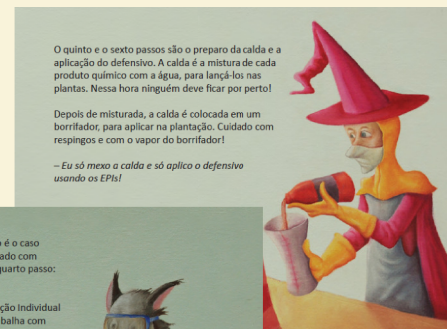 O quinto e o sexto passos são o preparo da calda e a
aplicação do defensivo. A calda é a mistura de cada
produto químico com a água, para lançá-los nas
plantas. Nessa hora ninguém deve ficar por perto!
Depois de misturada, a calda é colocada em um
borrifador, para aplicar na plantação. Cuidado com
respingos e com o vapor do borrifador!
– Eu só mexo a calda e só aplico o defensivo
usando os EPIs!
o é o caso
ado com
quarto passo:
ção Individual
balha com